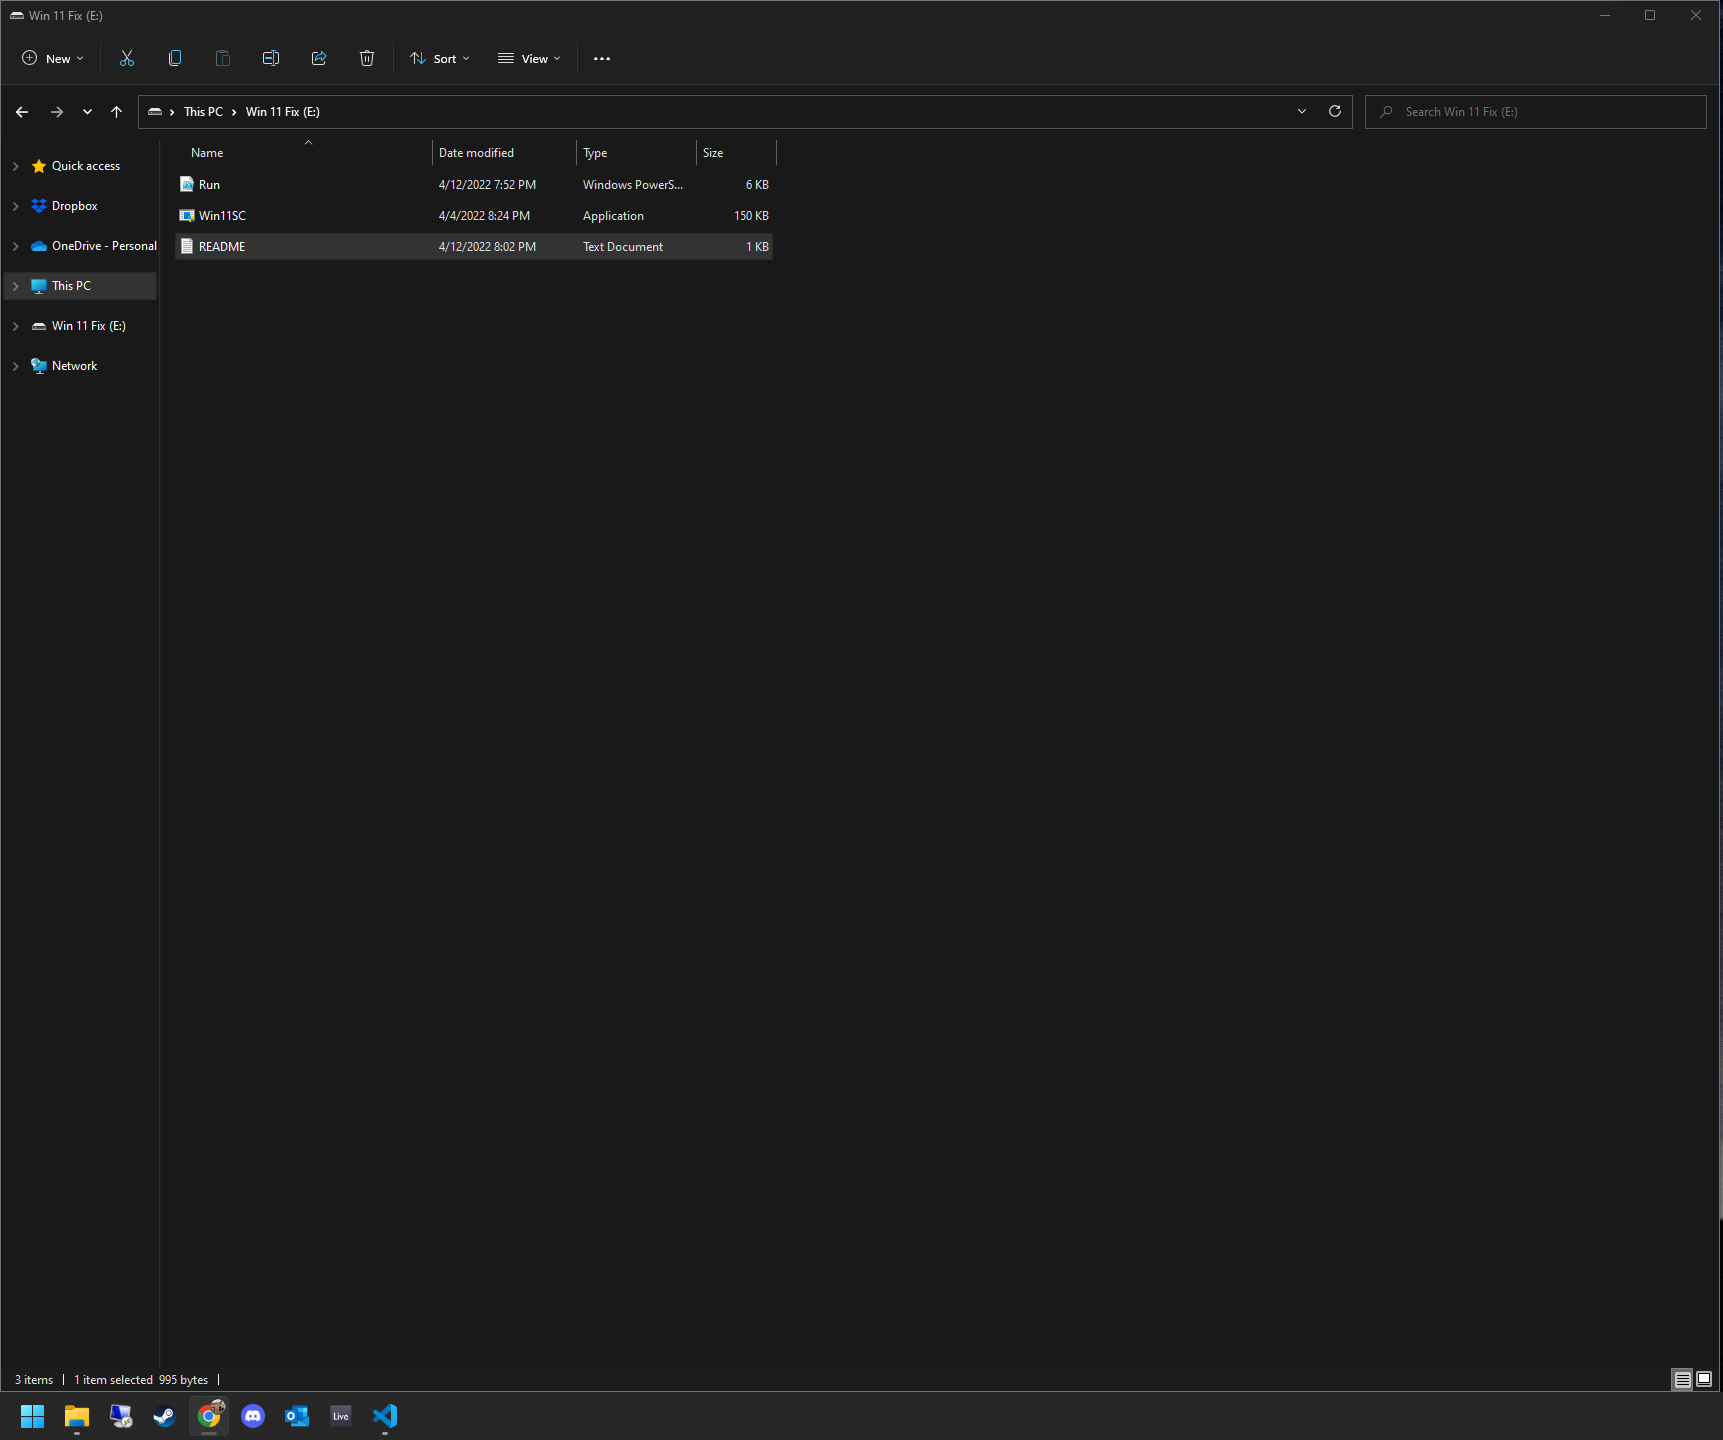 Win 11 Fix (E:)
New
Sort
View
This PC
Win 11 Fix (E:)
Search Win 11 Fix (E:)
Name
Date modified
Type
Size
Quick access
Dropbox
OneDrive - Personal
This PC
Win 11 Fix (E:)
Network
Run 4/12/2022 7:52 PM Windows PowerS... 6 KB
Win11SC 4/4/2022 8:24 PM Application 150 KB
README 4/12/2022 8:02 PM Text Document 1 KB
3 items 1 item selected 995 bytes
Live